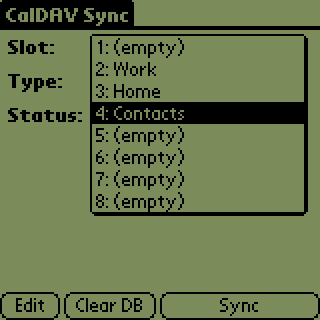 CalDAV Sync
Slot:
Type:
Status:
1: (empty)
2: Work
3: Home
4: Contacts
5: (empty)
6: (empty)
7: (empty)
8: (empty)
Edit
Clear DB
Sync